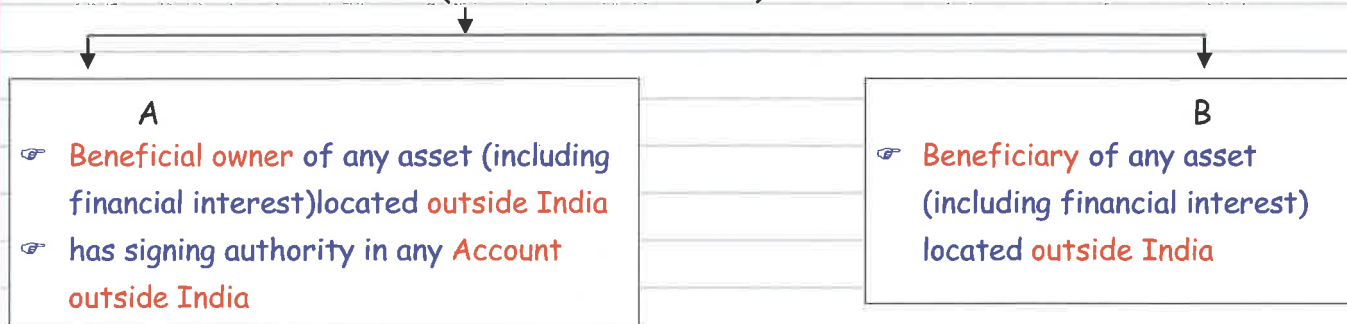 A
☞ Beneficial owner of any asset (including
financial interest)located outside India
☞ has signing authority in any Account
outside India
B
☞ Beneficiary of any asset
(including financial interest)
located outside India